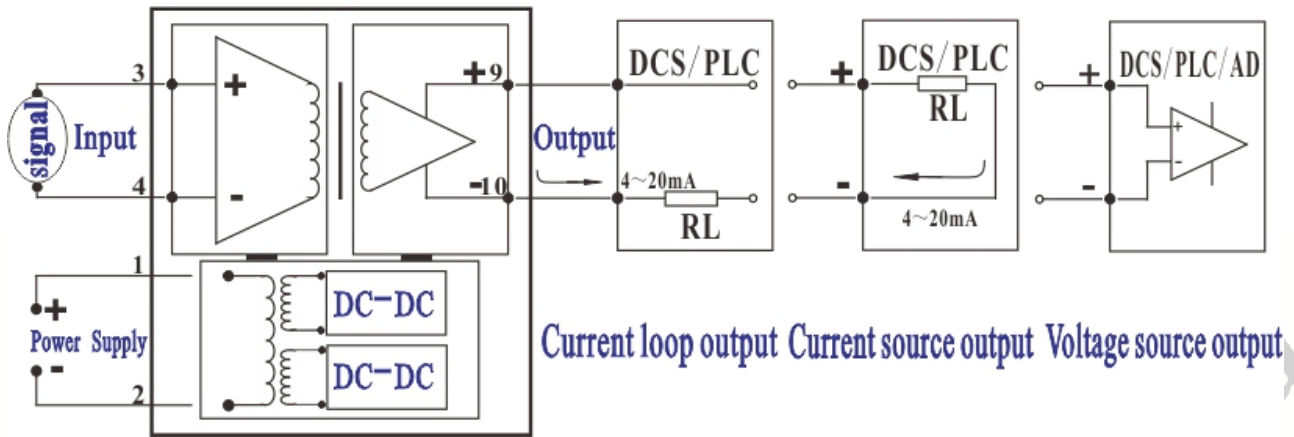 3
+
signal
Input
4
-
+
9
-
10
Output
DCS/PLC
4~20mA
RL
+
DCS/PLC
RL
-
4~20mA
+
DCS/PLC/AD
+
-
-
1
+
Power Supply
-
2
DC-DC
DC-DC
Current loop output
Current source output
Voltage source output